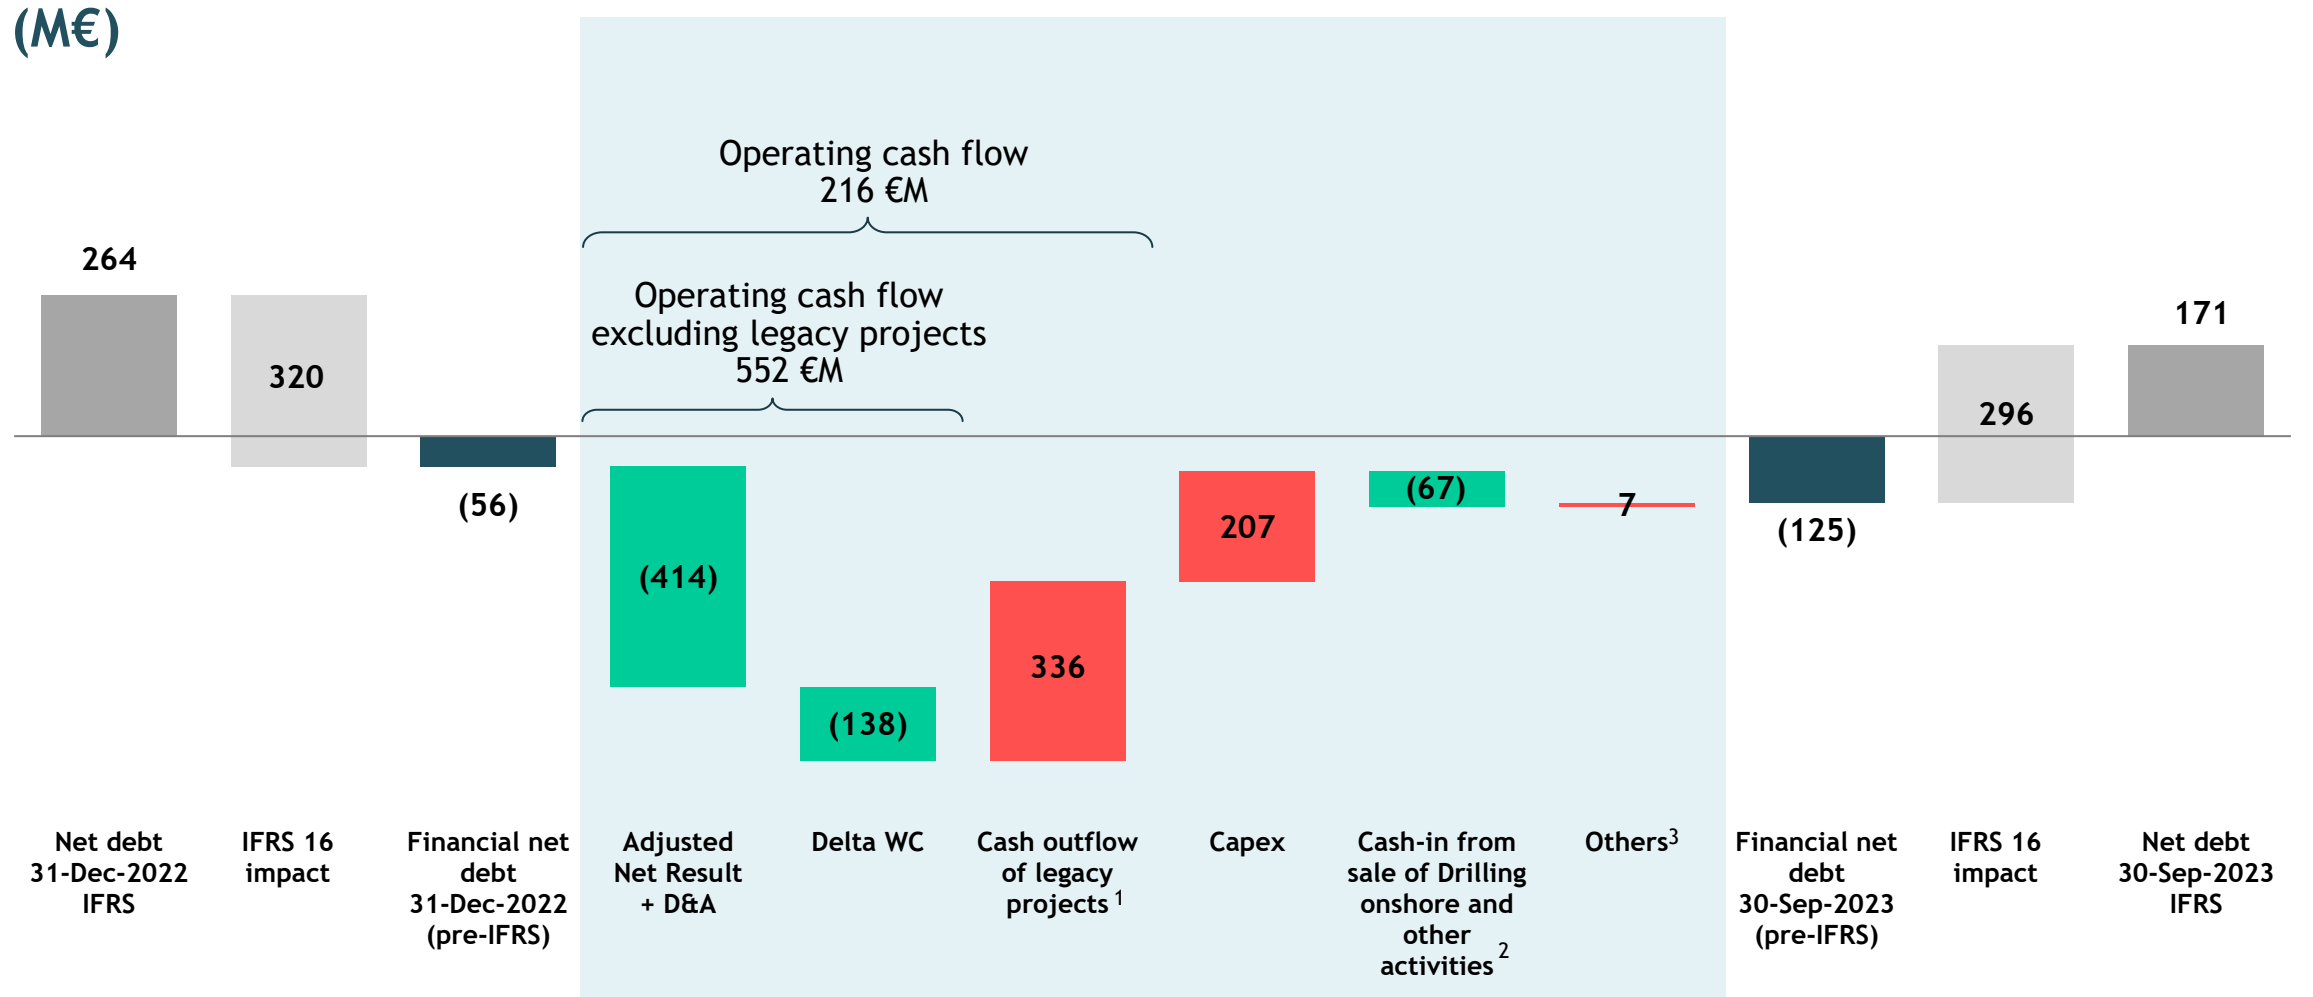 (M€)
Operating cash flow
216 €M
Operating cash flow
excluding legacy projects
552 €M
264
320
(56)
(414)
(138)
336
207
(67)
7
(125)
296
171
Net debt
31-Dec-2022
IFRS
IFRS 16
impact
Financial net
debt
31-Dec-2022
(pre-IFRS)
Adjusted
Net Result
+ D&A
Delta WC
Cash outflow
of legacy
projects 1
Capex
Cash-in from
sale of Drilling
onshore and
other
activities 2
Others3
Financial net
debt
30-Sep-2023
(pre-IFRS)
IFRS 16
impact
Net debt
30-Sep-2023
IFRS